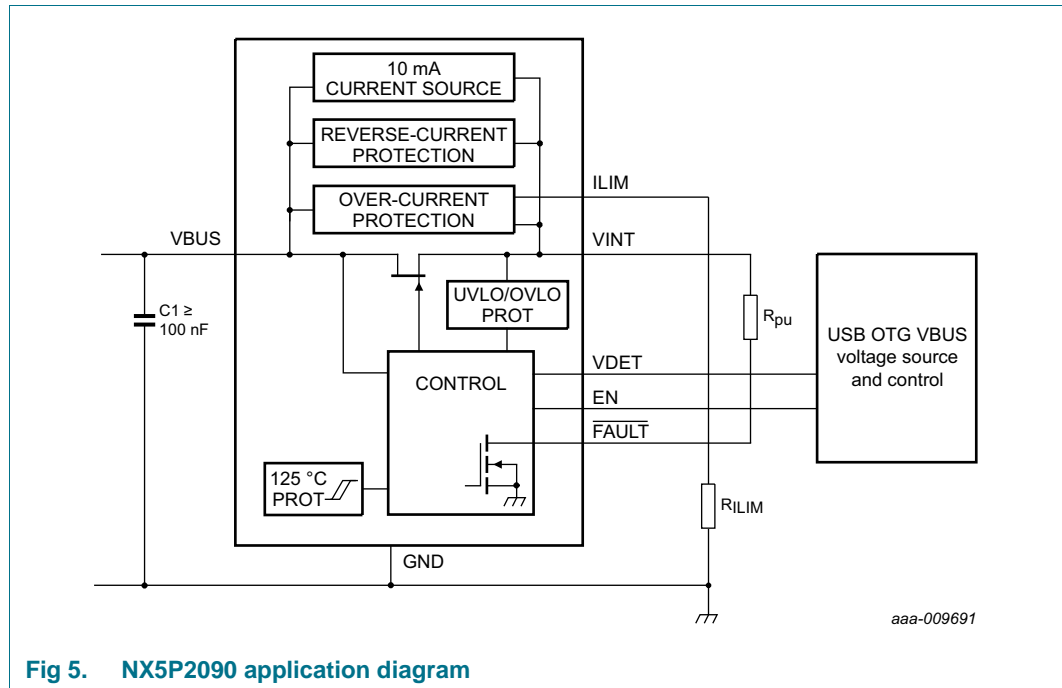 10 mA
CURRENT SOURCE
REVERSE-CURRENT
PROTECTION
OVER-CURRENT
PROTECTION
ILIM
VBUS
VINT
C1 ≥
100 nF
UVLO/OVLO
PROT
Rpu
USB OTG VBUS
voltage source
and control
CONTROL
VDET
EN
FAULT
125 °C
PROT
RILIM
GND
aaa-009691
Fig 5. NX5P2090 application diagram